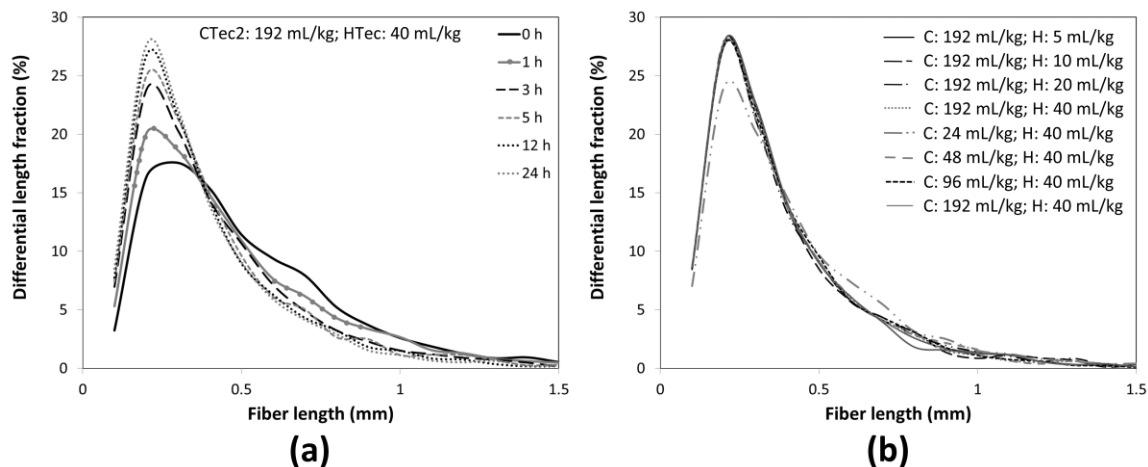 CTec2: 192 mL/kg; HTec: 40 mL/kg
0 h
1 h
3 h
5 h
12 h
24 h
30
25
20
15
10
5
0
0
0.5
1
1.5
Differential length fraction (%)
Fiber length (mm)
(a)
C: 192 mL/kg; H: 5 mL/kg
C: 192 mL/kg; H: 10 mL/kg
C: 192 mL/kg; H: 20 mL/kg
C: 192 mL/kg; H: 40 mL/kg
C: 24 mL/kg; H: 40 mL/kg
C: 48 mL/kg; H: 40 mL/kg
C: 96 mL/kg; H: 40 mL/kg
C: 192 mL/kg; H: 40 mL/kg
30
25
20
15
10
5
0
0
0.5
1
1.5
Differential length fraction (%)
Fiber length (mm)
(b)